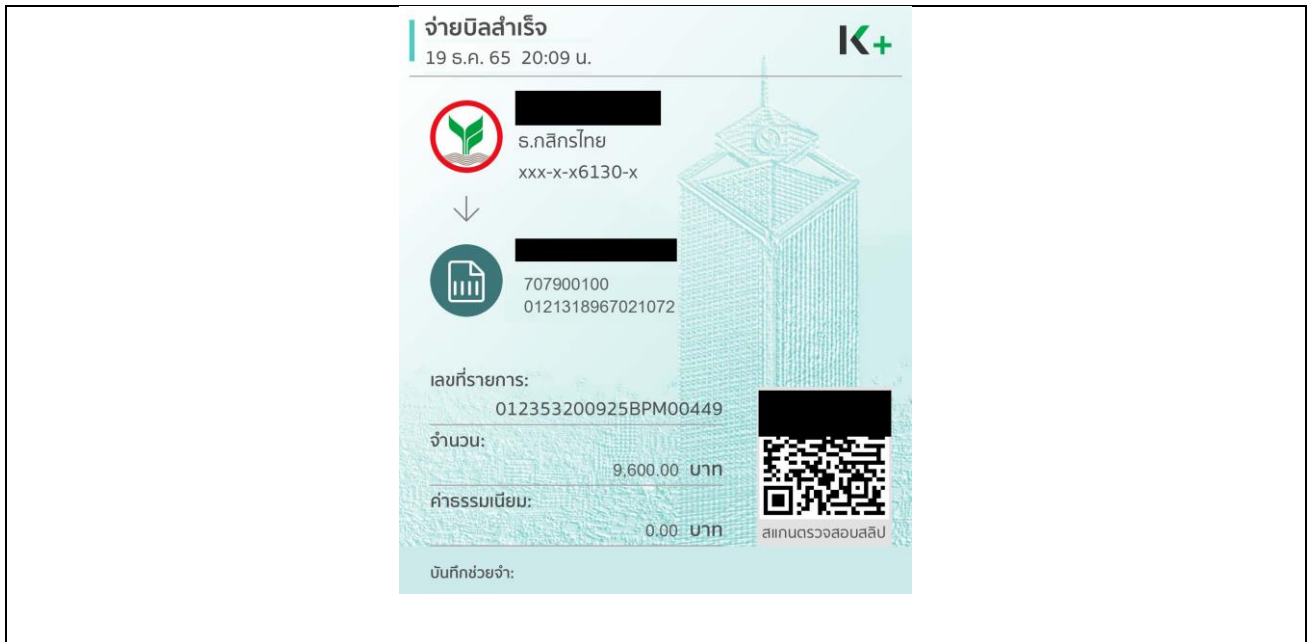 จ่ายบิลสำเร็จ
19 ธ.ค. 65 20:09 น.
K+
ธ.กสิกรไทย
xxx-x-x6130-x
707900100
0121318967021072
เลขที่รายการ:
012353200925BPM00449
จำนวน:
9,600.00 บาท
ค่าธรรมเนียม:
0.00 บาท
สแกนตรวจสอบสลิป
บันทึกช่วยจำ: